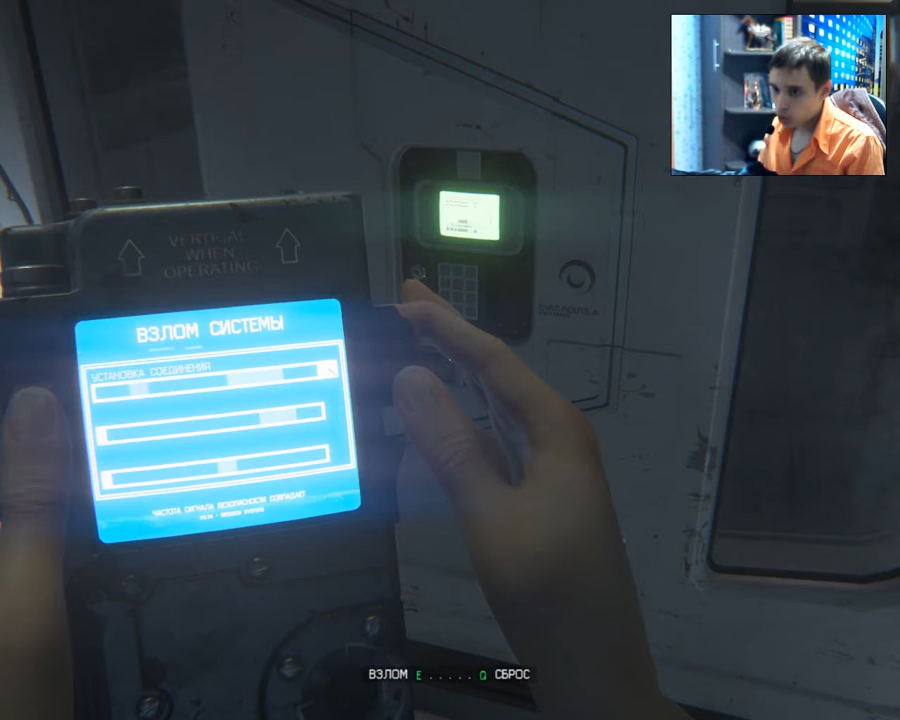 VERTICAL
WHEN
OPERATING
ВЗЛОМ СИСТЕМЫ
УСТАНОВКА СОЕДИНЕНИЯ
ЧАСТОТА СИГНАЛА БЕЗОПАСНОСТИ СОВПАДАЕТ
ВЗЛОМ E ..... Q СБРОС